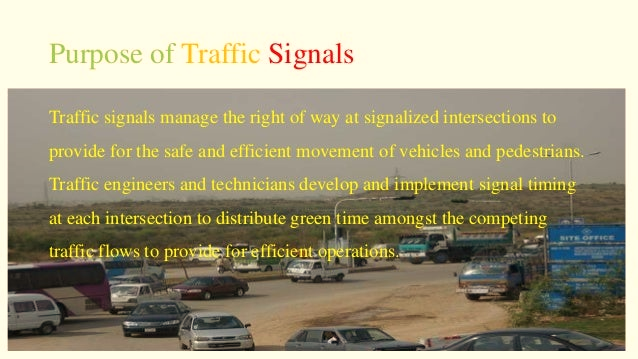 Purpose of Traffic Signals
Traffic signals manage the right of way at signalized intersections to
provide for the safe and efficient movement of vehicles and pedestrians.
Traffic engineers and technicians develop and implement signal timing
at each intersection to distribute green time amongst the competing
traffic flows to provide for efficient operations.
SITE OFFICE